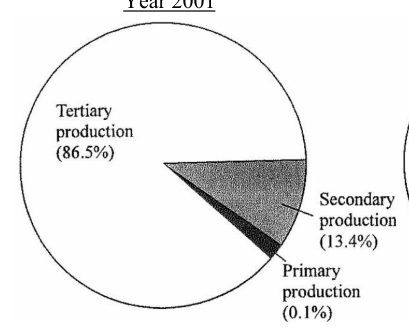 Year 2001
Tertiary
production
(86.5%)
Secondary
production
(13.4%)
Primary
production
(0.1%)